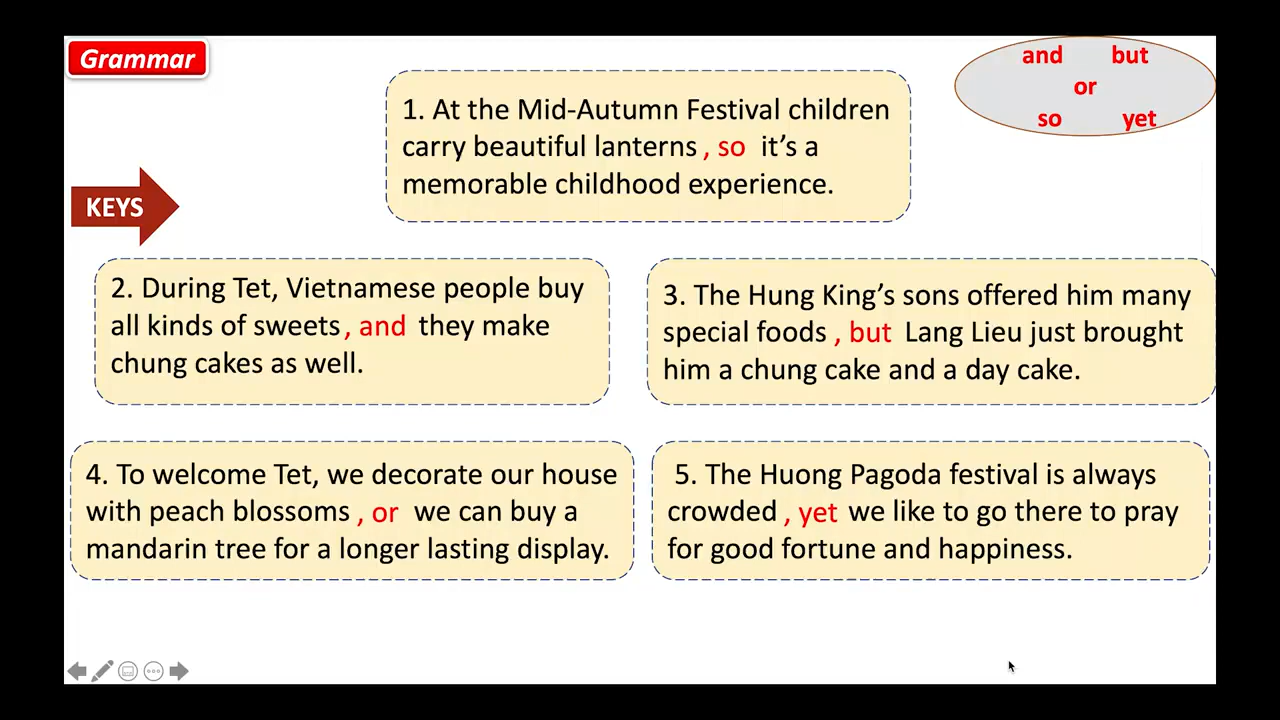 Grammar
and but
or
so yet
1. At the Mid-Autumn Festival children
carry beautiful lanterns , so it’s a
memorable childhood experience.
KEYS
2. During Tet, Vietnamese people buy
all kinds of sweets , and they make
chung cakes as well.
3. The Hung King’s sons offered him many
special foods , but Lang Lieu just brought
him a chung cake and a day cake.
4. To welcome Tet, we decorate our house
with peach blossoms , or we can buy a
mandarin tree for a longer lasting display.
5. The Huong Pagoda festival is always
crowded , yet we like to go there to pray
for good fortune and happiness.